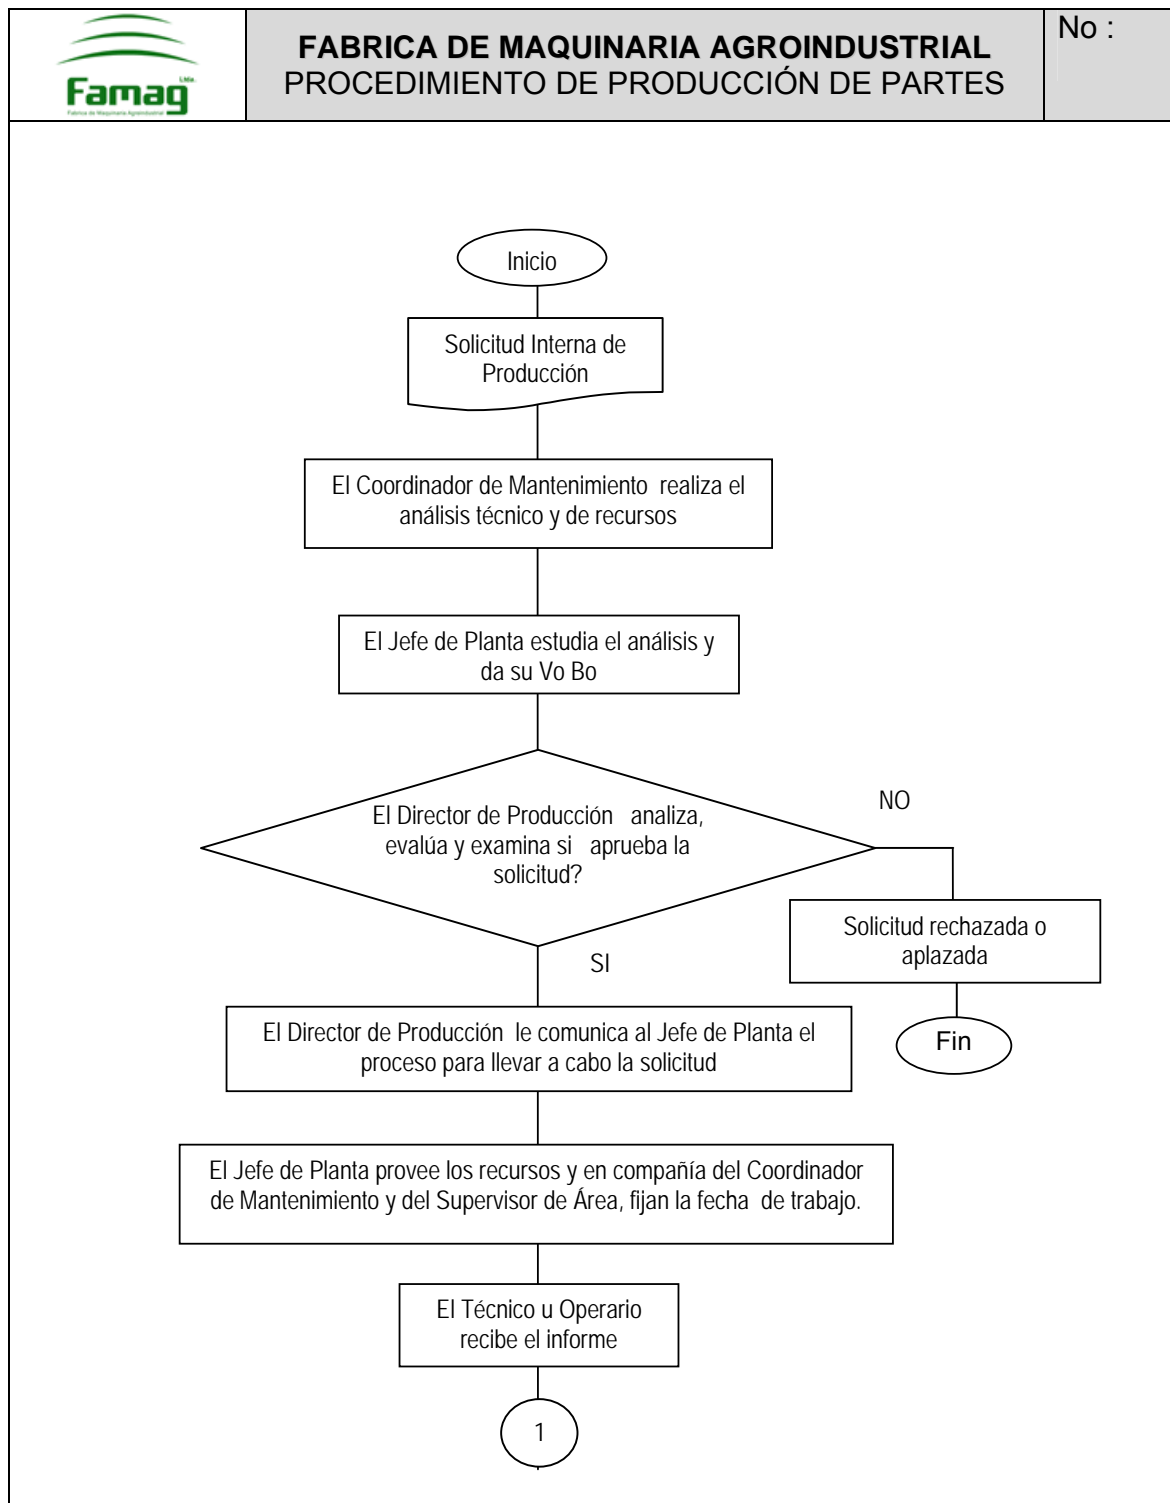 Famag
Ltda.
Fabrica de Maquinaria Agroindustrial
FABRICA DE MAQUINARIA AGROINDUSTRIAL
PROCEDIMIENTO DE PRODUCCIÓN DE PARTES
No :
Inicio
Solicitud Interna de
Producción
El Coordinador de Mantenimiento realiza el
análisis técnico y de recursos
El Jefe de Planta estudia el análisis y
da su Vo Bo
El Director de Producción analiza,
evalúa y examina si aprueba la
solicitud?
NO
Solicitud rechazada o
aplazada
Fin
SI
El Director de Producción le comunica al Jefe de Planta el
proceso para llevar a cabo la solicitud
El Jefe de Planta provee los recursos y en compañía del Coordinador
de Mantenimiento y del Supervisor de Área, fijan la fecha de trabajo.
El Técnico u Operario
recibe el informe
1